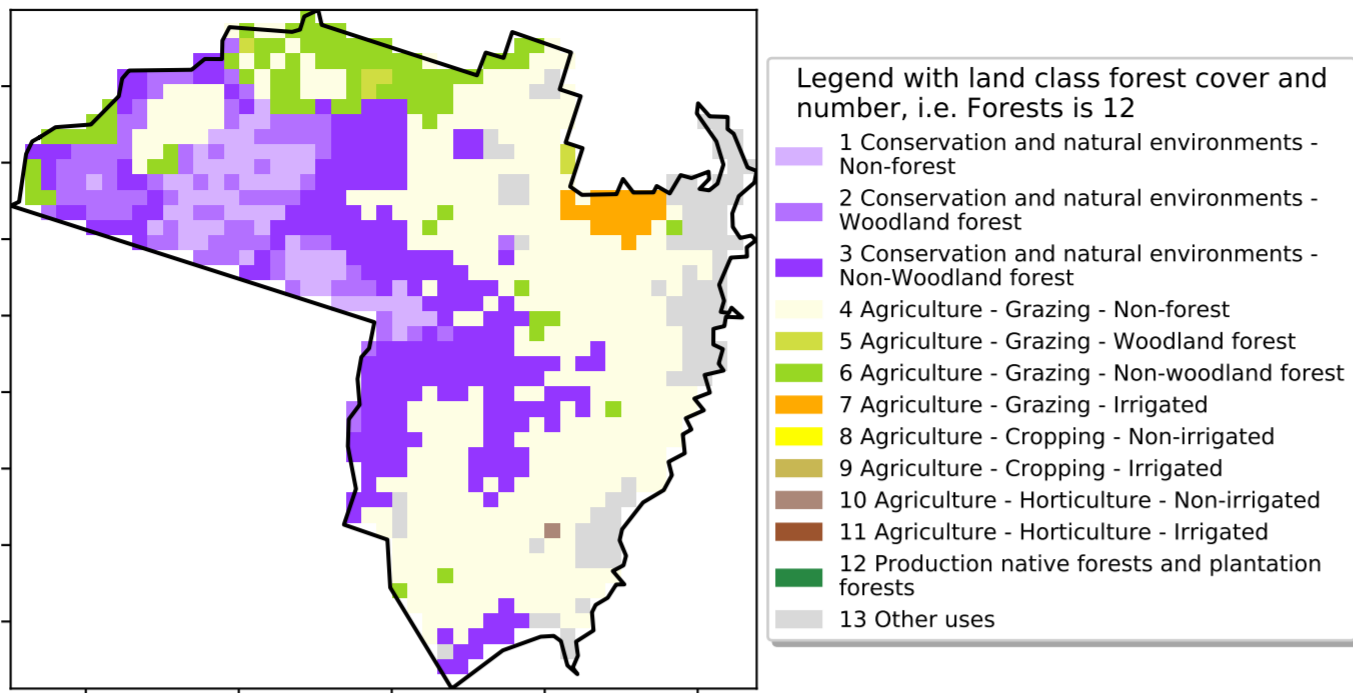 Legend with land class forest cover and
number, i.e. Forests is 12
1 Conservation and natural environments -
Non-forest
2 Conservation and natural environments -
Woodland forest
3 Conservation and natural environments -
Non-Woodland forest
4 Agriculture - Grazing - Non-forest
5 Agriculture - Grazing - Woodland forest
6 Agriculture - Grazing - Non-woodland forest
7 Agriculture - Grazing - Irrigated
8 Agriculture - Cropping - Non-irrigated
9 Agriculture - Cropping - Irrigated
10 Agriculture - Horticulture - Non-irrigated
11 Agriculture - Horticulture - Irrigated
12 Production native forests and plantation
forests
13 Other uses